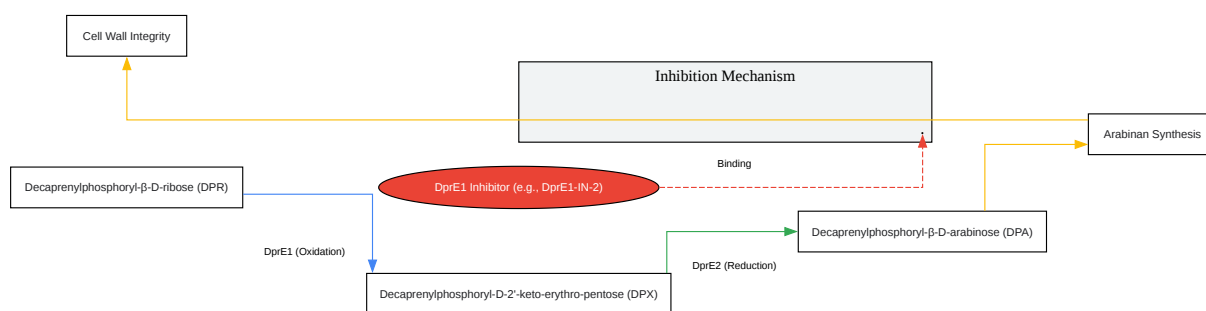 Cell Wall Integrity
Inhibition Mechanism
Arabinan Synthesis
Binding
Decaprenylphosphoryl-β-D-ribose (DPR)
DprE1 Inhibitor (e.g., DprE1-IN-2)
Decaprenylphosphoryl-β-D-arabinose (DPA)
DprE1 (Oxidation)
DprE2 (Reduction)
Decaprenylphosphoryl-D-2'-keto-erythro-pentose (DPX)